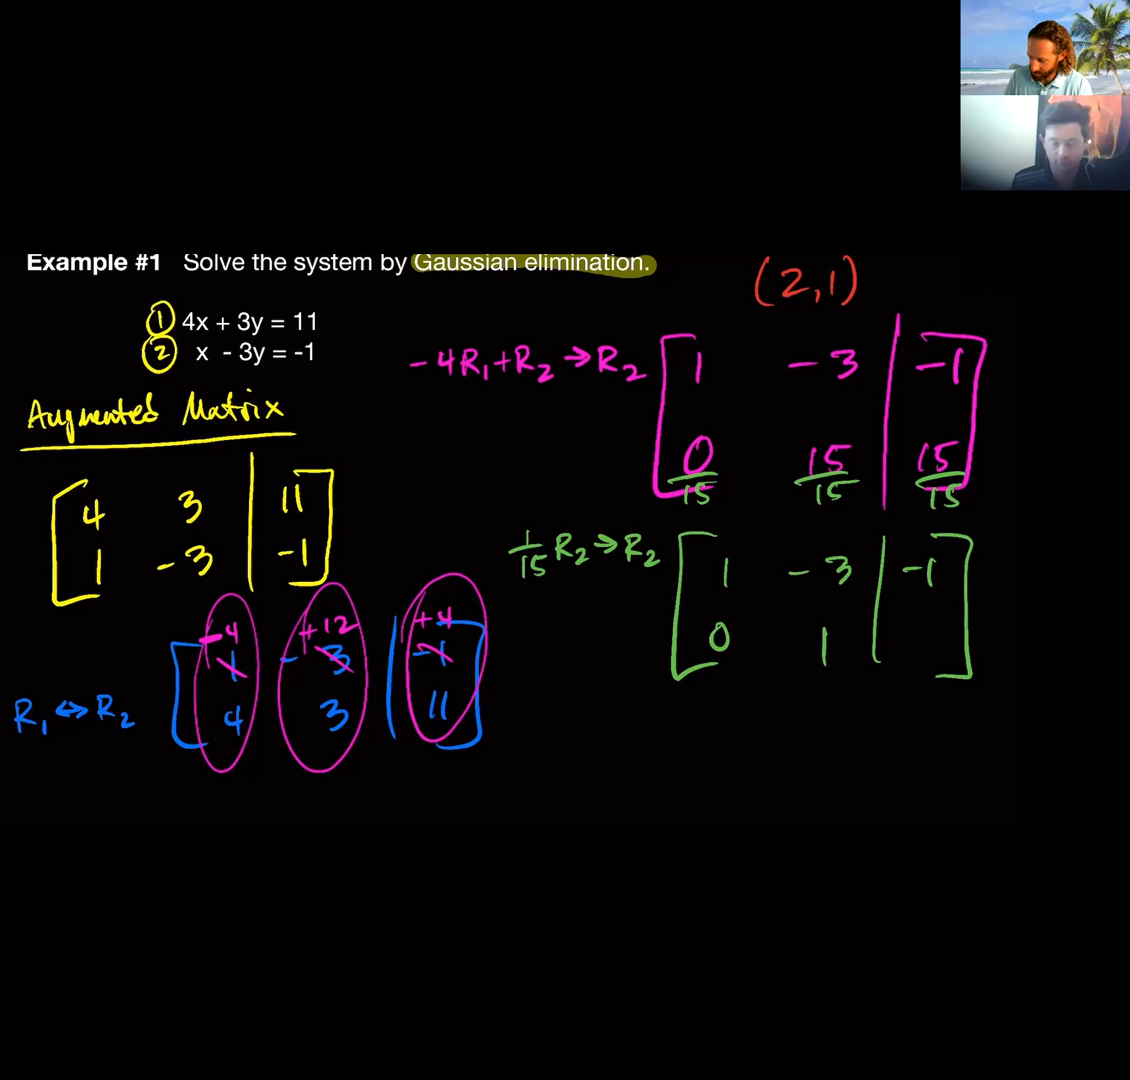 Example #1 Solve the system by Gaussian elimination.
(2,1)
① 4x + 3y = 11
② x - 3y = -1
Augmented Matrix
4 3 11
1 -3 -1
-4 +12 +4
1 -3 -1
R₁ ↔ R₂
4 3 11
-4R₁+R₂→R₂
1 -3 -1
0/15 15/15 15/15
1/15 R₂→R₂
1 -3 -1
0 1